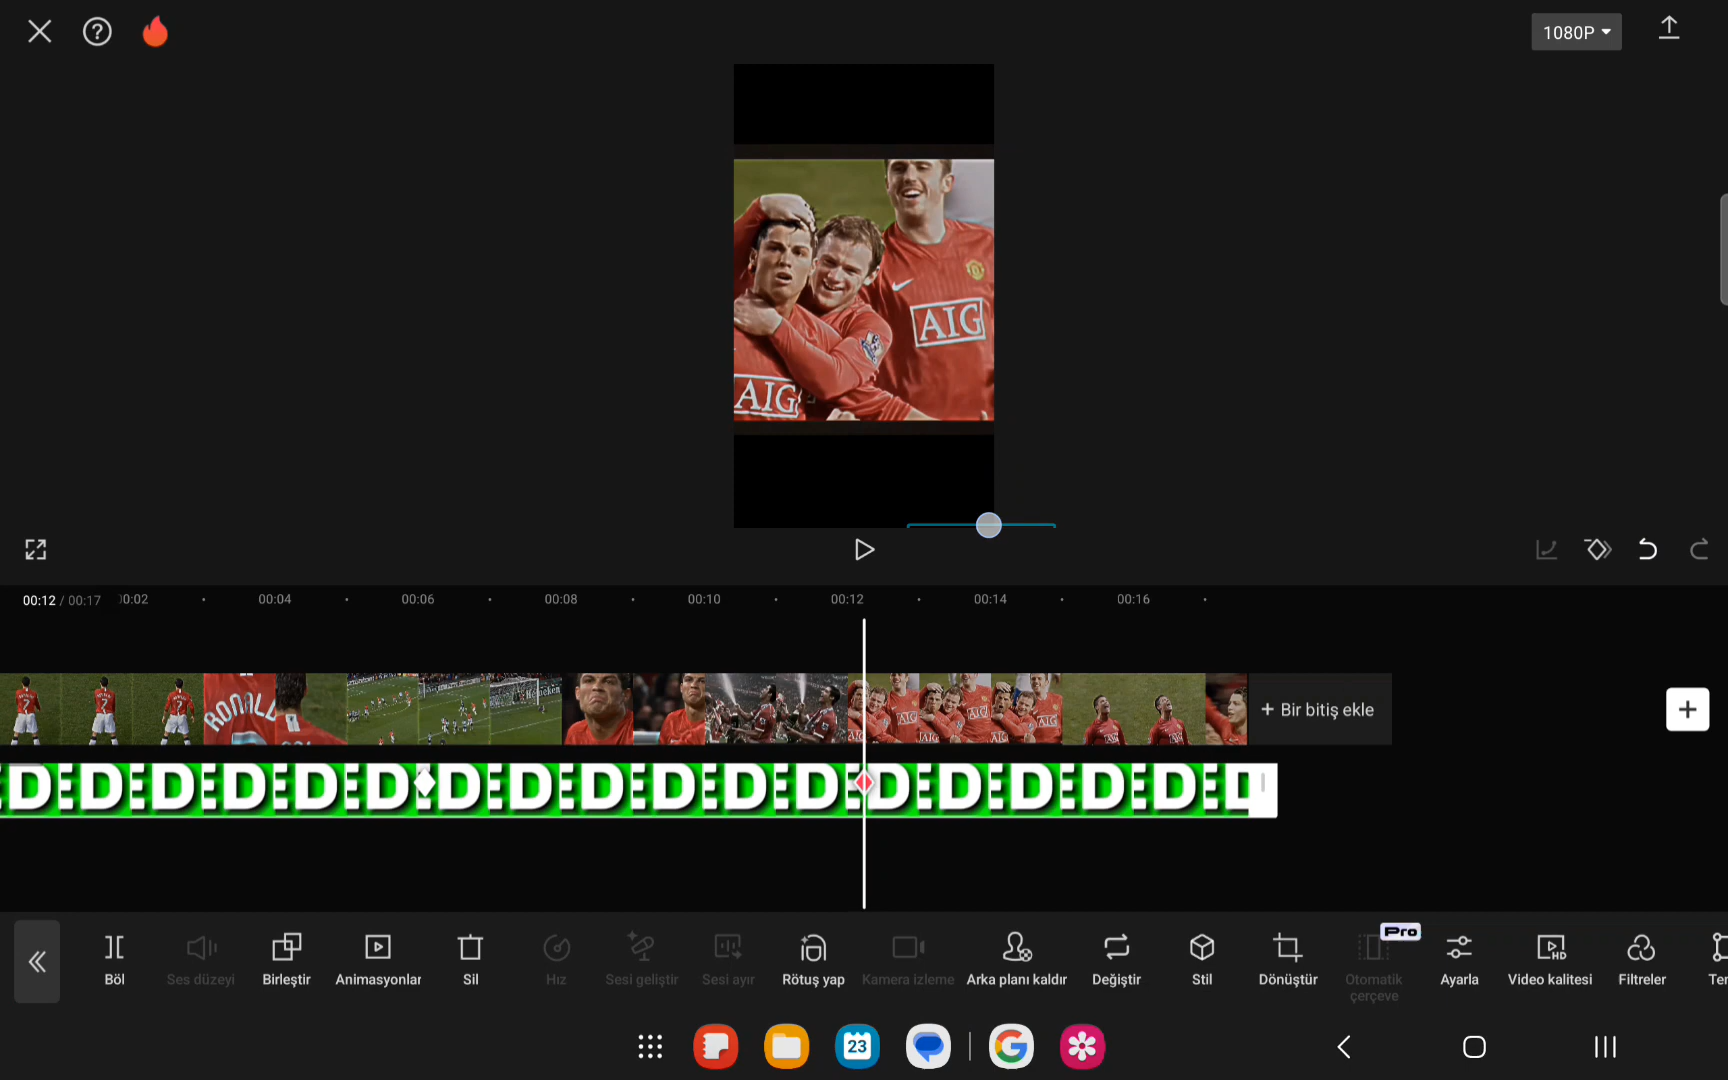 1080P
AIG
AIG
00:12 / 00:17
0:02
00:04
00:06
00:08
00:10
00:12
00:14
00:16
RONALD
+ Bir bitiş ekle
Böl
Ses düzeyi
Birleştir
Animasyonlar
Sil
Hız
Sesi geliştir
Sesi ayır
Rötuş yap
Kamera izleme
Arka planı kaldır
Değiştir
Stil
Dönüştür
Pro
Otomatik
çerçeve
Ayarla
HD
Video kalitesi
Filtreler
23